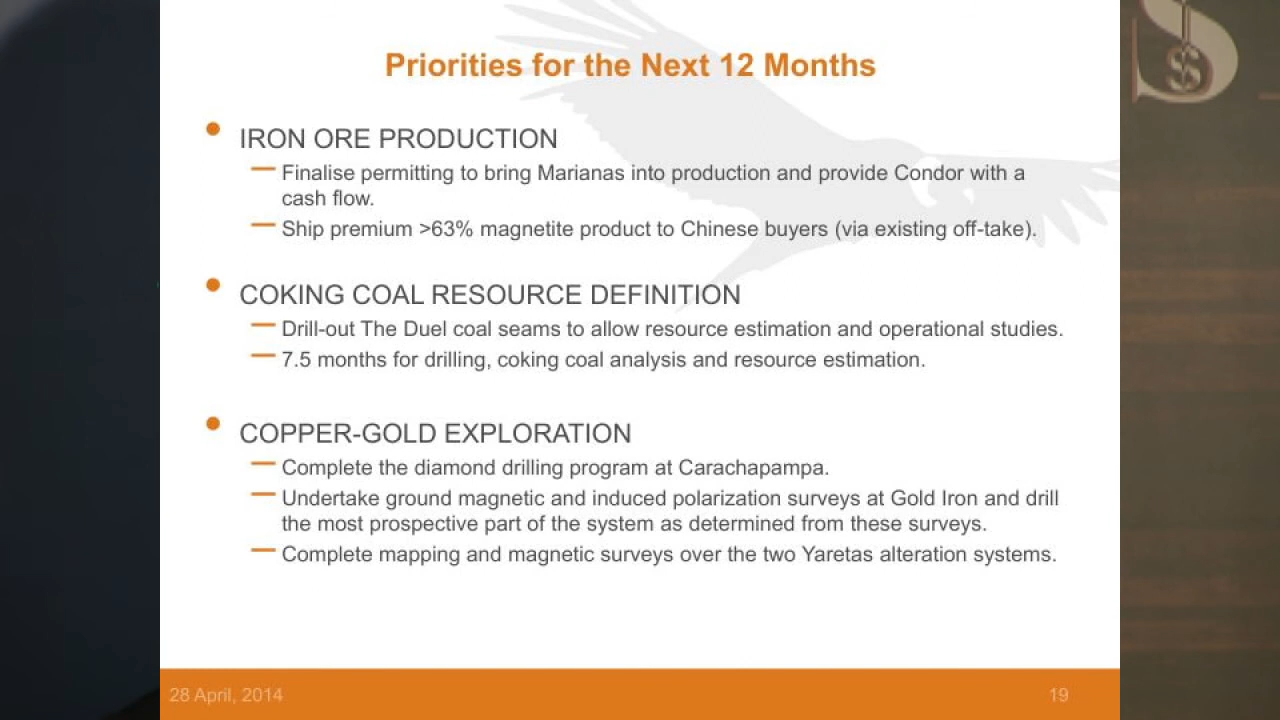 Priorities for the Next 12 Months
• IRON ORE PRODUCTION
— Finalise permitting to bring Marianas into production and provide Condor with a
cash flow.
— Ship premium >63% magnetite product to Chinese buyers (via existing off-take).
• COKING COAL RESOURCE DEFINITION
— Drill-out The Duel coal seams to allow resource estimation and operational studies.
— 7.5 months for drilling, coking coal analysis and resource estimation.
• COPPER-GOLD EXPLORATION
— Complete the diamond drilling program at Carachapampa.
— Undertake ground magnetic and induced polarization surveys at Gold Iron and drill
the most prospective part of the system as determined from these surveys.
— Complete mapping and magnetic surveys over the two Yaretas alteration systems.
28 April, 2014
19
$